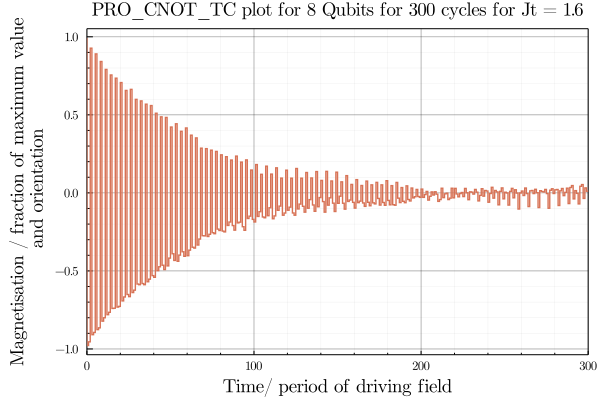 PRO_CNOT_TC plot for 8 Qubits for 300 cycles for Jt = 1.6
Magnetisation / fraction of maximum value
and orientation
1.0
0.5
0.0
−0.5
−1.0
0
100
200
300
Time/ period of driving field